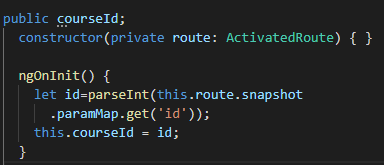 public courseId;
constructor(private route: ActivatedRoute) { }
ngOnInit() {
let id=parseInt(this.route.snapshot
.paramMap.get('id'));
this.courseId = id;
}